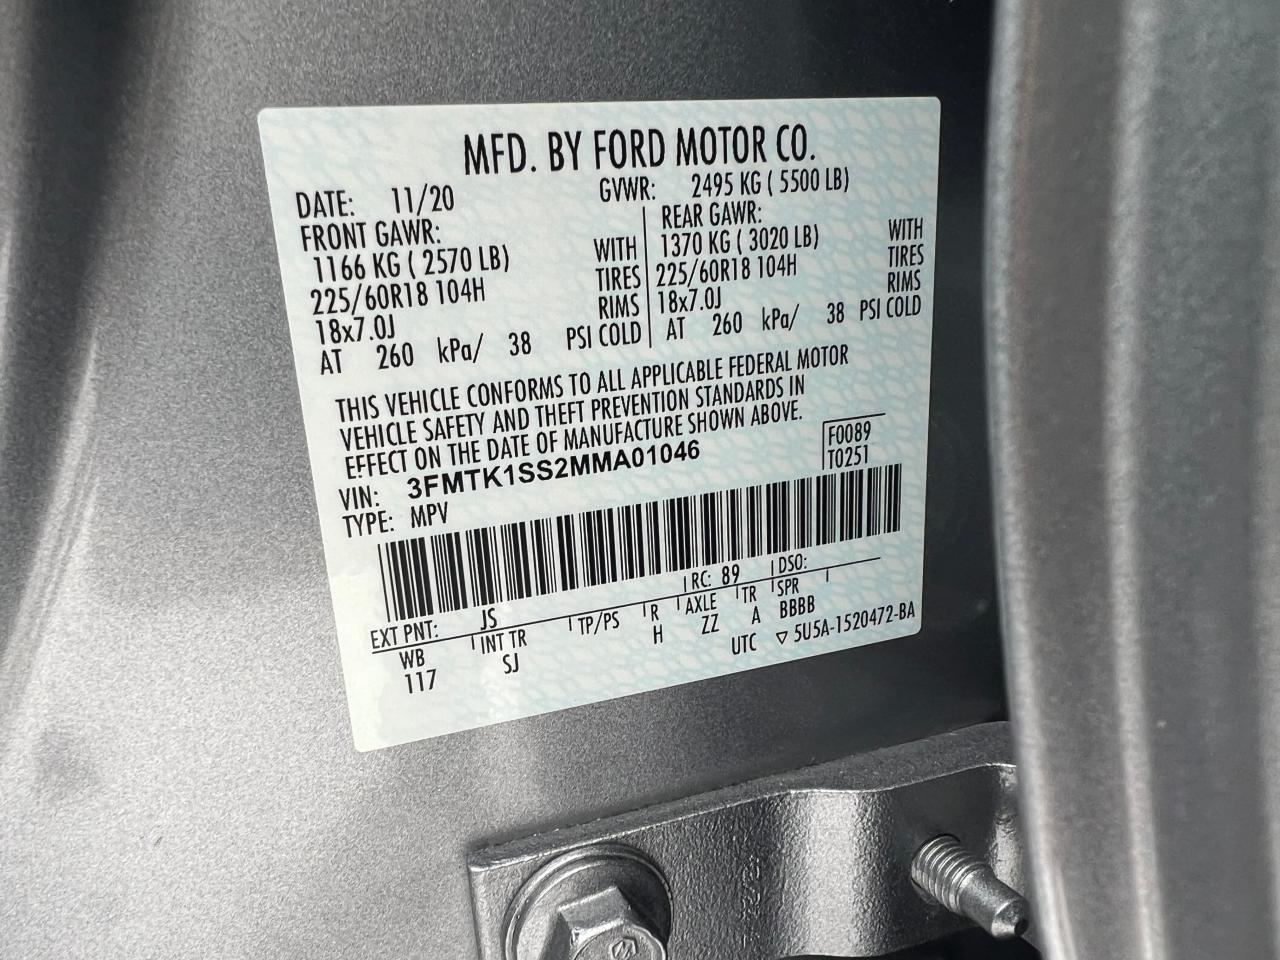 MFD. BY FORD MOTOR CO.
DATE: 11/20 GVWR: 2495 KG ( 5500 LB)
FRONT GAWR:
1166 KG ( 2570 LB) WITH
225/60R18 104H TIRES
18x7.0J RIMS
AT 260 kPa/ 38 PSI COLD
REAR GAWR:
1370 KG ( 3020 LB) WITH
225/60R18 104H TIRES
18x7.0J RIMS
AT 260 kPa/ 38 PSI COLD
THIS VEHICLE CONFORMS TO ALL APPLICABLE FEDERAL MOTOR
VEHICLE SAFETY AND THEFT PREVENTION STANDARDS IN
EFFECT ON THE DATE OF MANUFACTURE SHOWN ABOVE.
VIN: 3FMTK1SS2MMA01046
TYPE: MPV
F0089
T0251
EXT PNT: JS RC: 89 DSO:
WB INT TR TP/PS R AXLE TR SPR
117 SJ H ZZ A BBBB
UTC ▽ 5U5A-1520472-BA